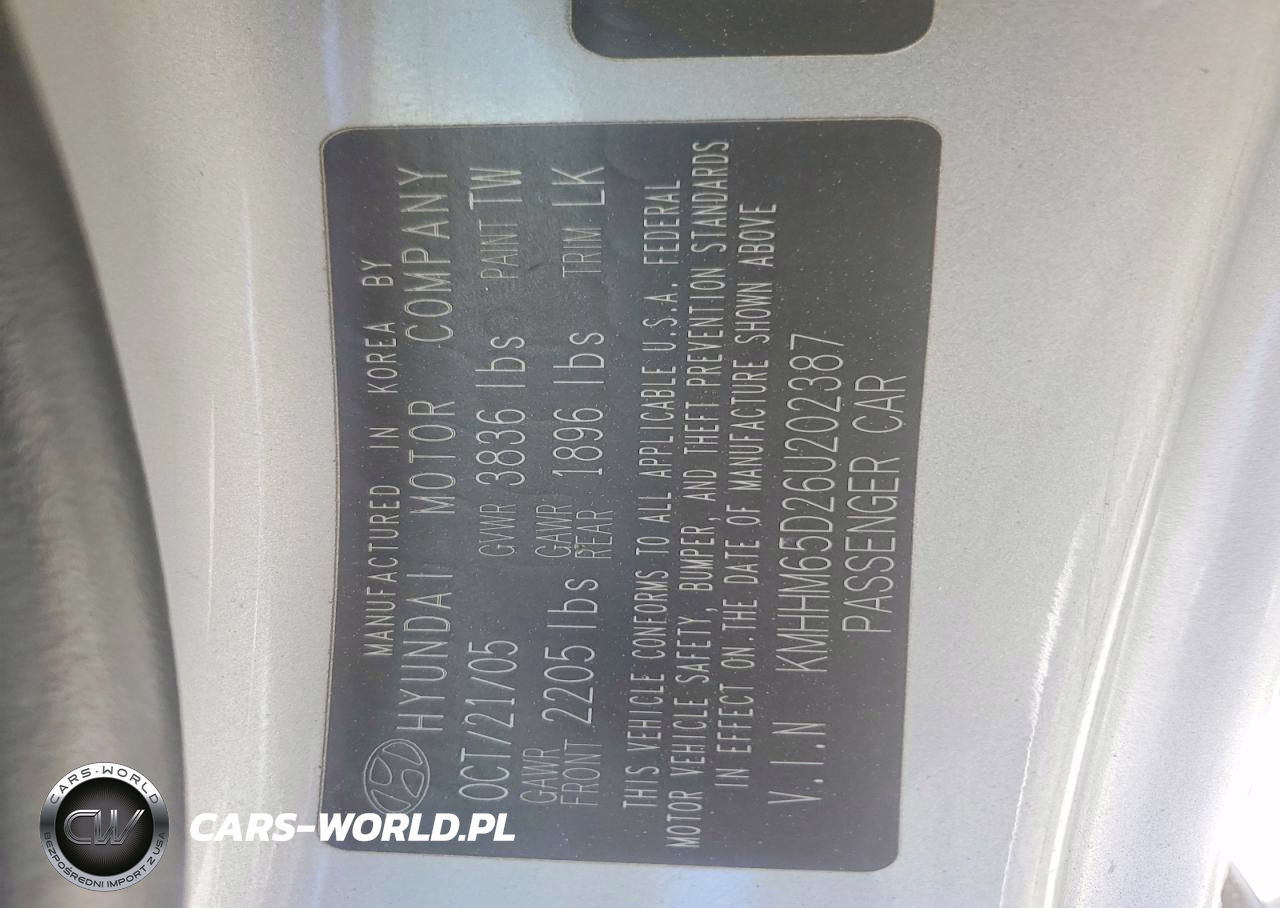 MANUFACTURED IN KOREA BY
HYUNDAI MOTOR COMPANY
OCT/21/05 GVWR 3836 lbs PAINT TW
GAWR FRONT 2205 lbs GAWR REAR 1896 lbs TRIM LK
THIS VEHICLE CONFORMS TO ALL APPLICABLE U.S.A. FEDERAL
MOTOR VEHICLE SAFETY, BUMPER, AND THEFT PREVENTION STANDARDS
IN EFFECT ON THE DATE OF MANUFACTURE SHOWN ABOVE
V.I.N KMHHM65D26U202387
PASSENGER CAR
CARS-WORLD
CW
BEZPOŚREDNI IMPORT Z USA
CARS-WORLD.PL